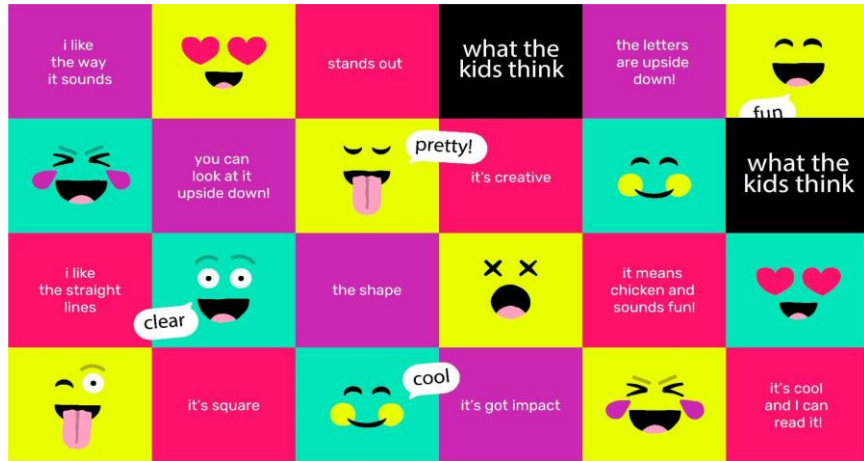 i like
the way
it sounds
stands out
what the
kids think
the letters
are upside
down!
fun
you can
look at it
upside down!
pretty!
it's creative
what the
kids think
i like
the straight
lines
clear
the shape
it means
chicken and
sounds fun!
it's square
cool
it's got impact
it's cool
and I can
read it!